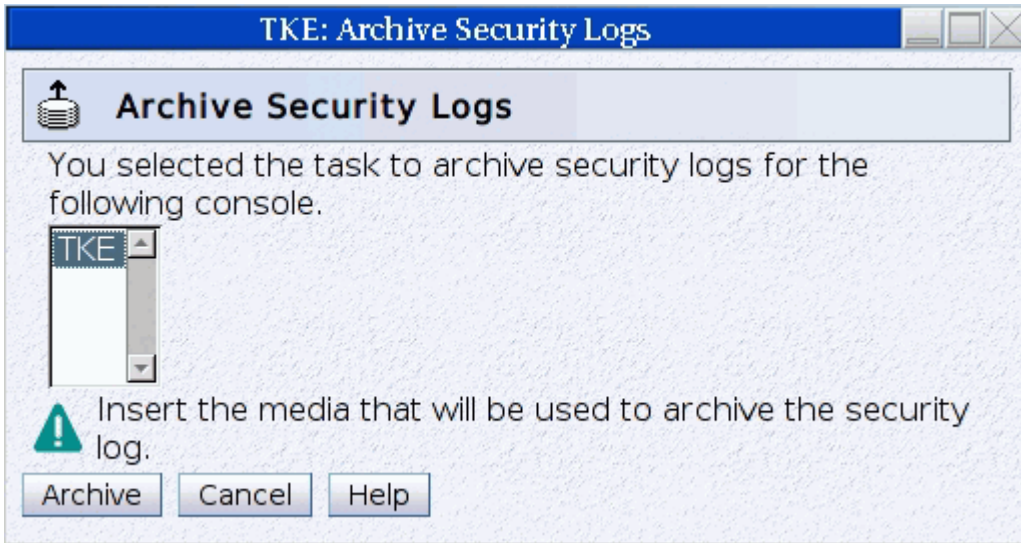 TKE: Archive Security Logs
Archive Security Logs
You selected the task to archive security logs for the
following console.
TKE
Insert the media that will be used to archive the security
log.
Archive Cancel Help